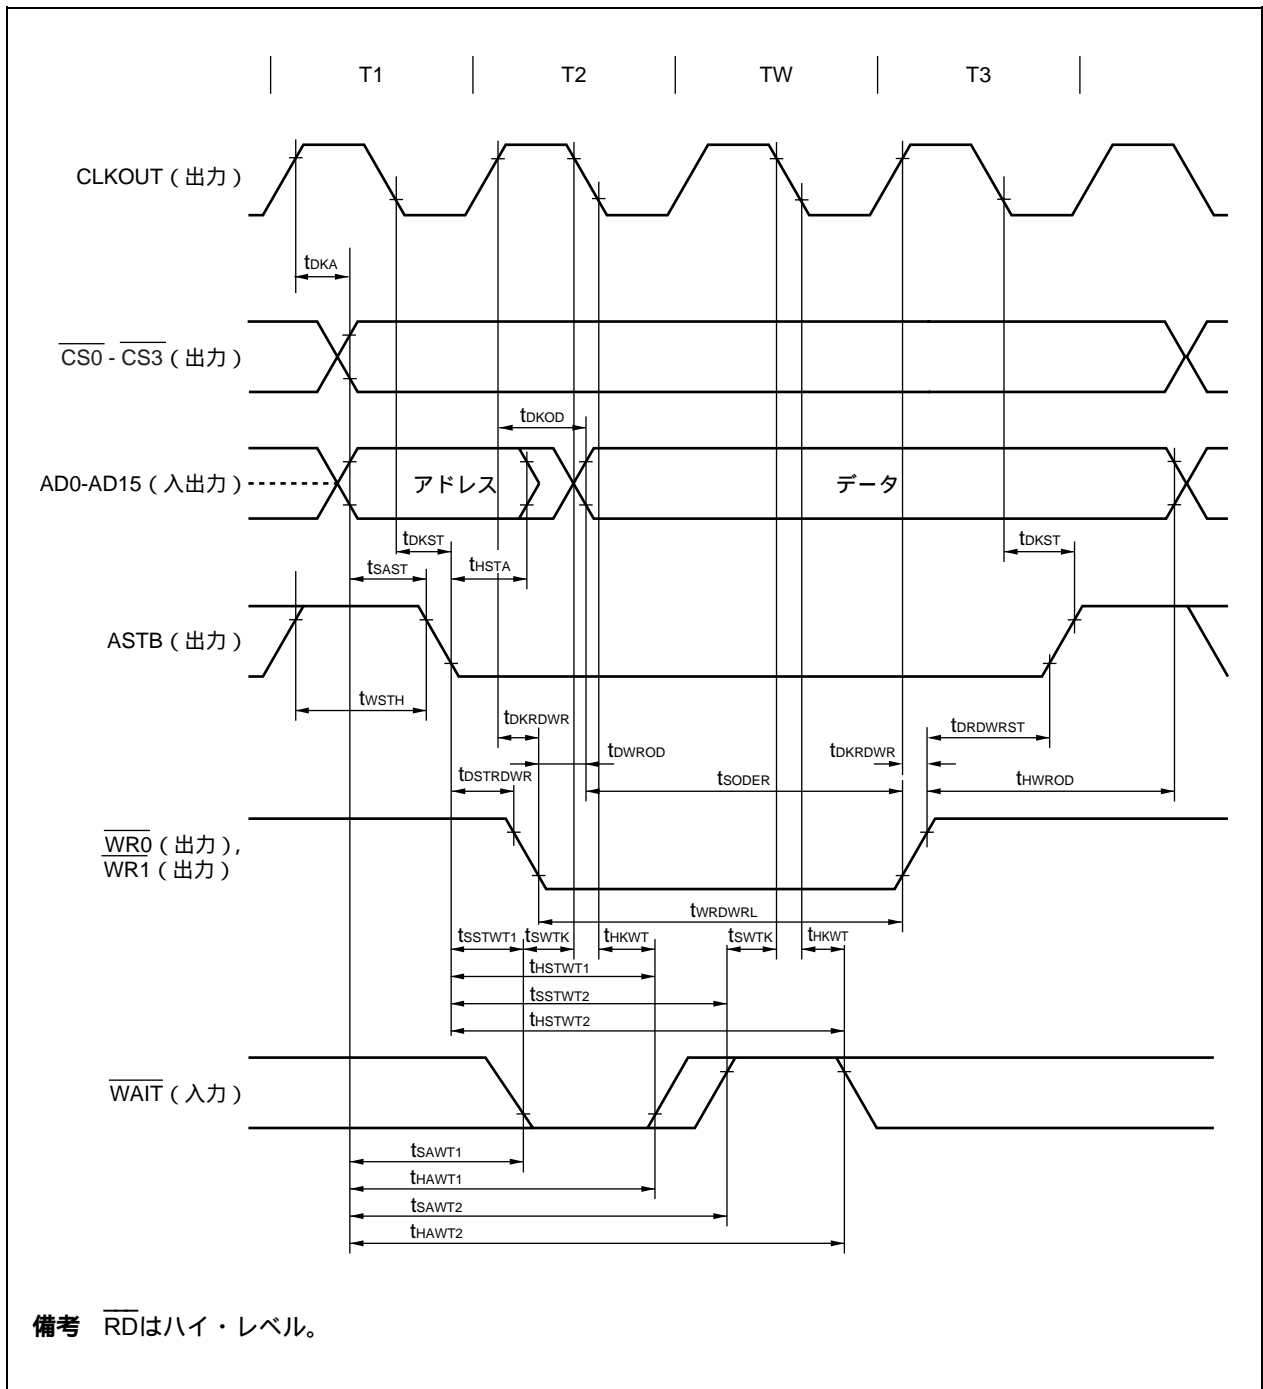 T1 T2 TW T3
CLKOUT（出力）
tDKA
CS0 - CS3（出力）
tDKOD
AD0-AD15（入出力）
アドレス
データ
tDKST
tDKST
tSAST
tHSTA
ASTB（出力）
tWSTH
tDKRDWR
tDRDWRST
tDWROD
tDKRDWR
tDSTRDWR
tSODER
tHWROD
WR0（出力）,
WR1（出力）
tWRDWRL
tSSTWT1
tSWTK
tHKWT
tSWTK
tHKWT
tHSTWT1
tSSTWT2
tHSTWT2
WAIT（入力）
tSAWT1
tHAWT1
tSAWT2
tHAWT2
備考 RDはハイ・レベル。